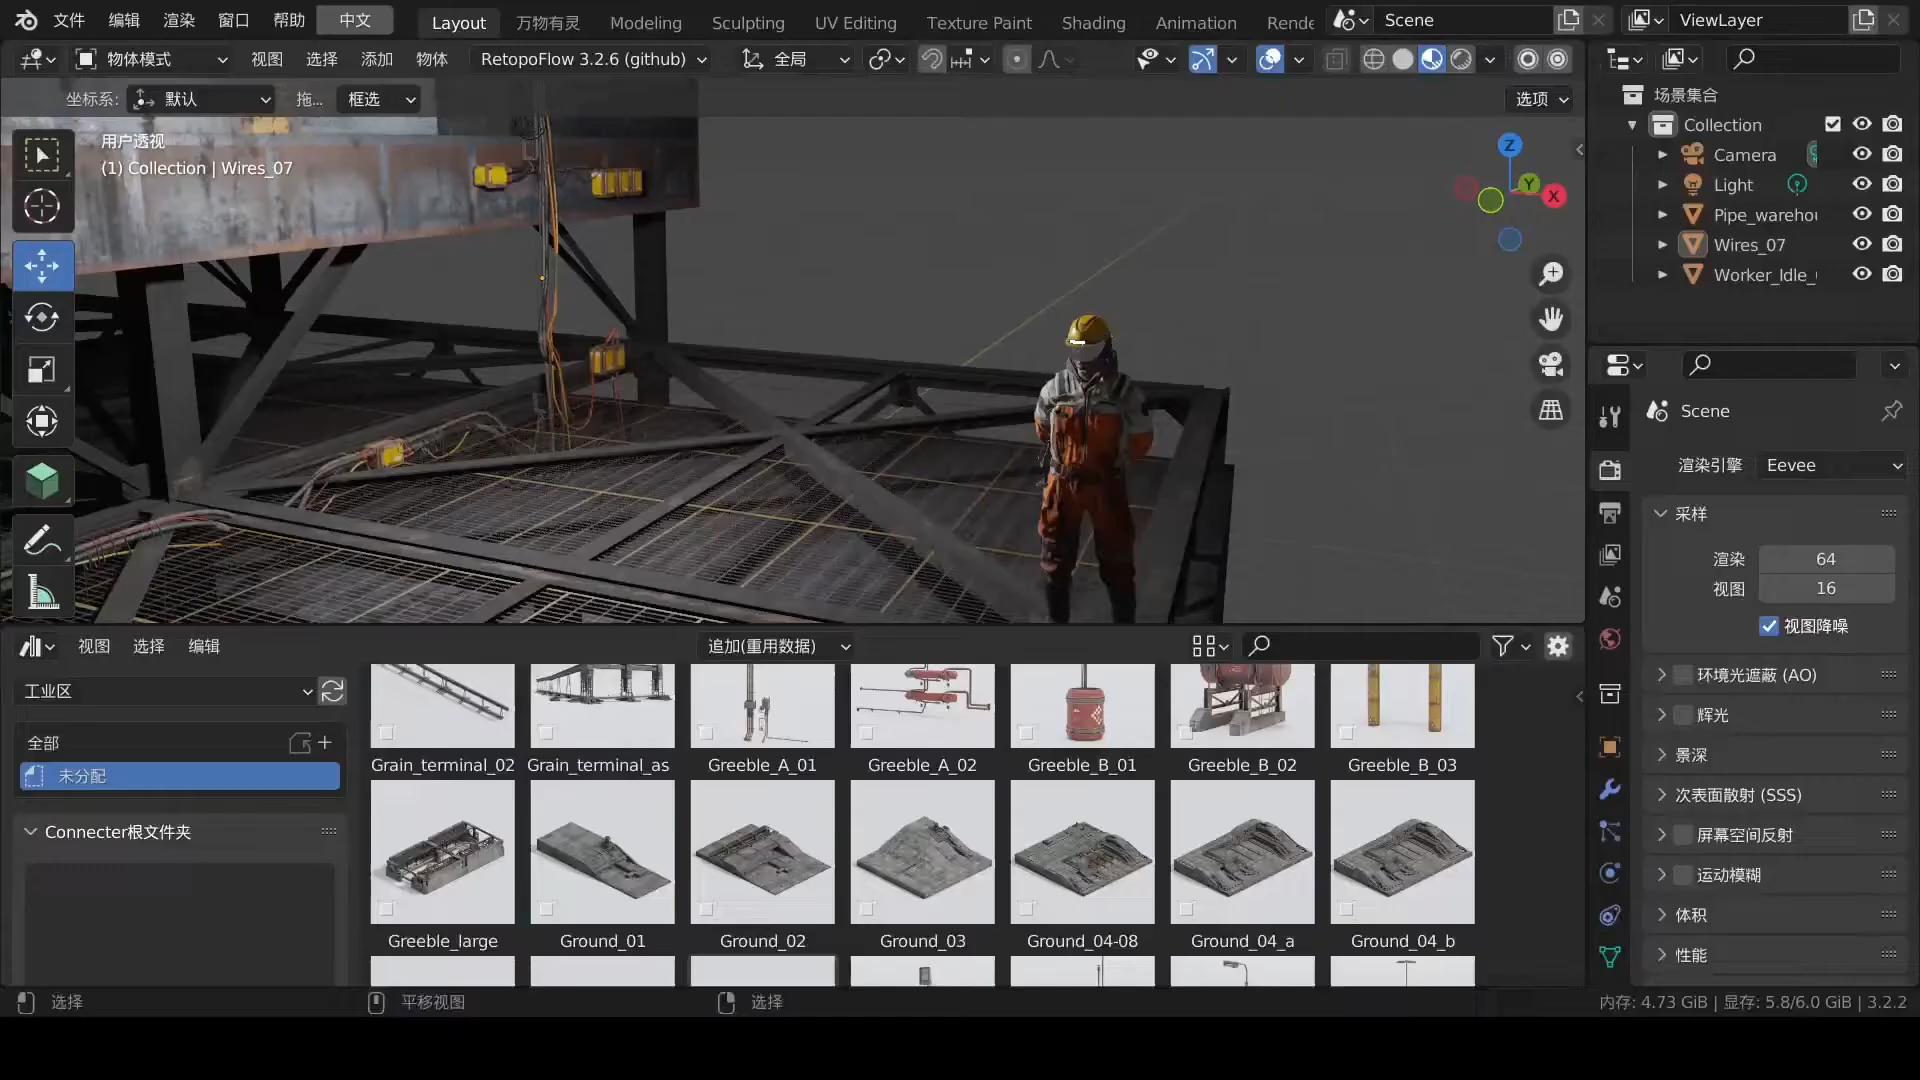 文件 编辑 渲染 窗口 帮助 中文 Layout 万物有灵 Modeling Sculpting UV Editing Texture Paint Shading Animation Rende Scene ViewLayer
物体模式 视图 选择 添加 物体 RetopoFlow 3.2.6 (github) 全局
坐标系: 默认 拖... 框选 选项
用户透视
(1) Collection | Wires_07
Z
Y
X
场景集合
Collection
Camera
Light
Pipe_wareho
Wires_07
Worker_Idle_
Scene
渲染引擎 Eevee
采样
渲染 64
视图 16
视图降噪
环境光遮蔽 (AO)
辉光
景深
次表面散射 (SSS)
屏幕空间反射
运动模糊
体积
性能
视图 选择 编辑 追加(重用数据)
工业区
全部
未分配
Connecter根文件夹
Grain_terminal_02 Grain_terminal_as Greeble_A_01 Greeble_A_02 Greeble_B_01 Greeble_B_02 Greeble_B_03
Greeble_large Ground_01 Ground_02 Ground_03 Ground_04-08 Ground_04_a Ground_04_b
选择 平移视图 选择 内存: 4.73 GiB | 显存: 5.8/6.0 GiB | 3.2.2